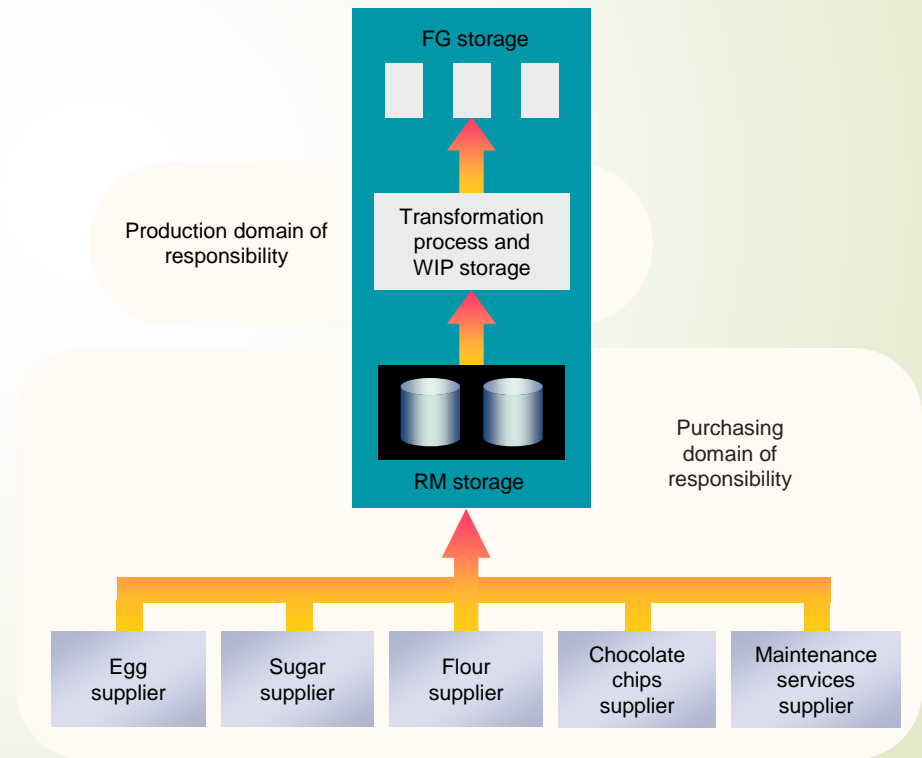 FG storage
Production domain of
responsibility
Transformation
process and
WIP storage
RM storage
Purchasing
domain of
responsibility
Egg
supplier
Sugar
supplier
Flour
supplier
Chocolate
chips
supplier
Maintenance
services
supplier